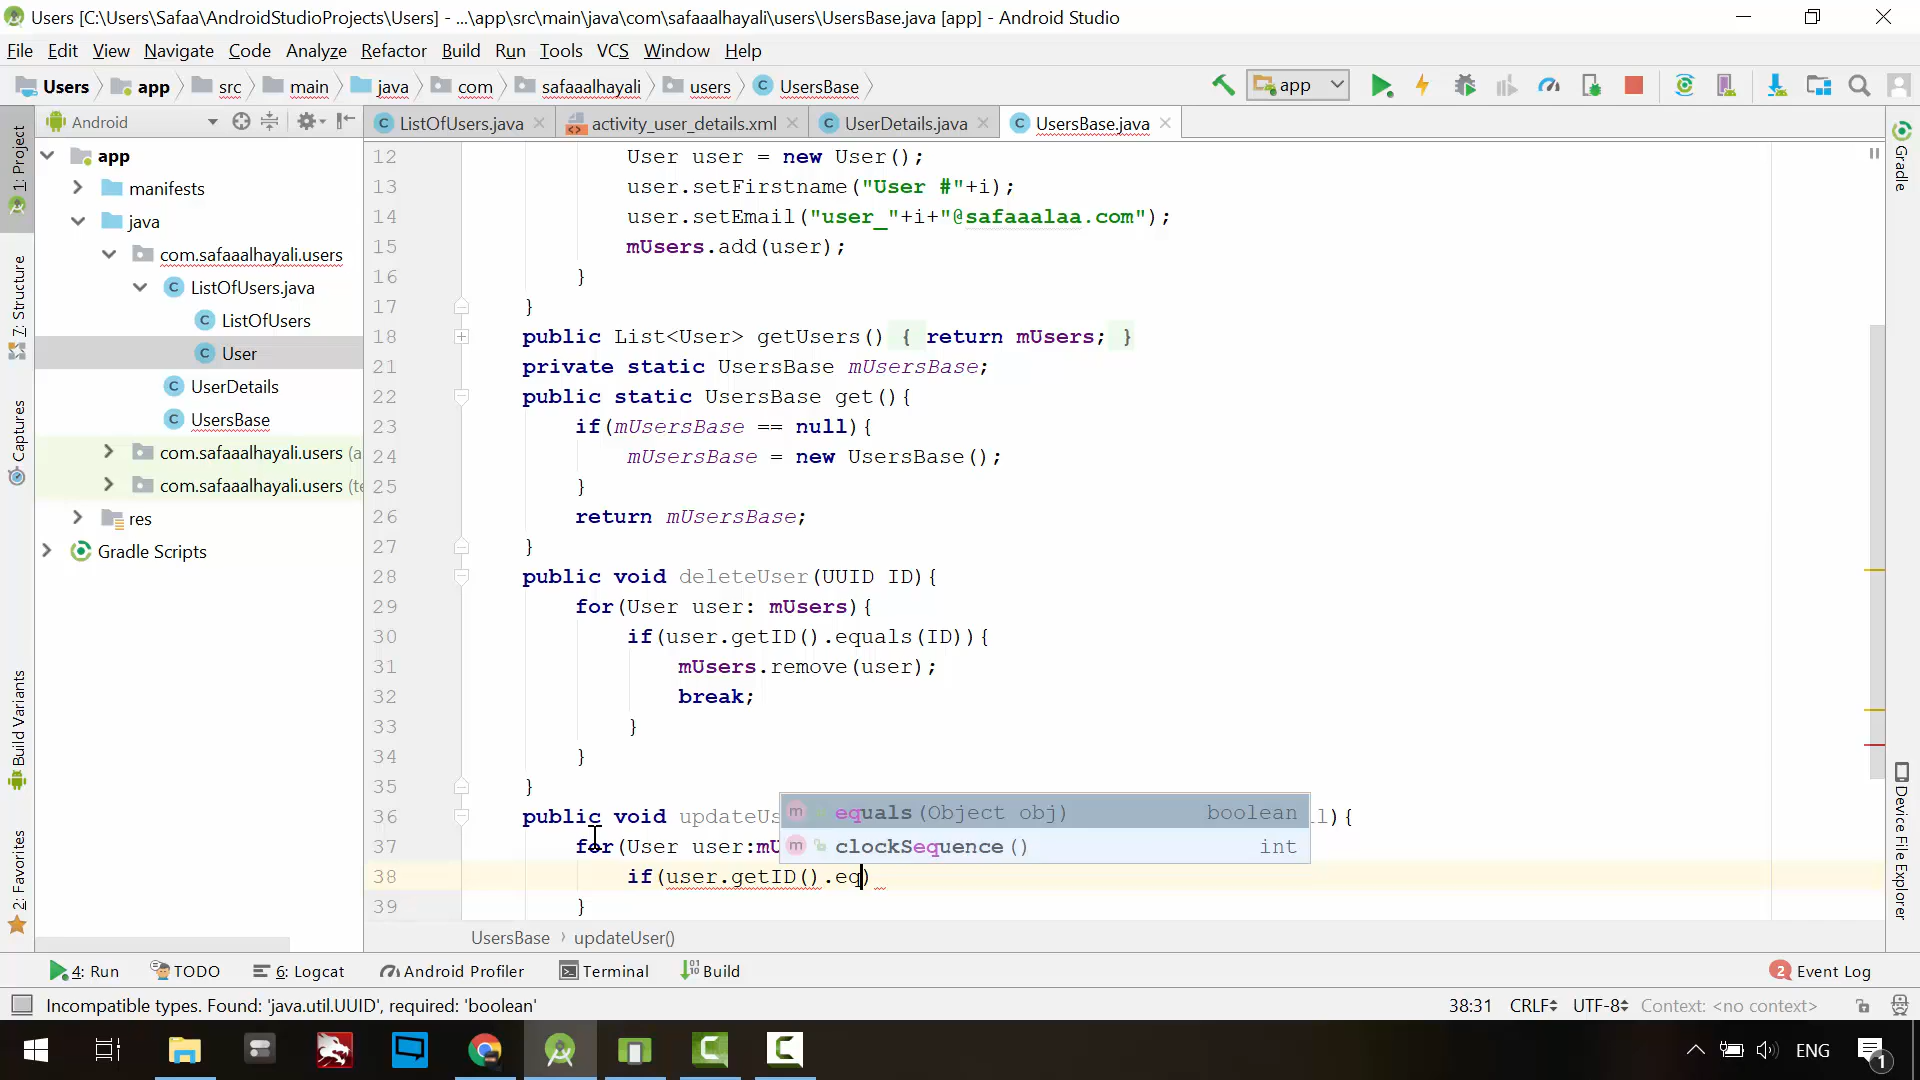 Users [C:\Users\Safaa\AndroidStudioProjects\Users] - ...\app\src\main\java\com\safaaalhayali\users\UsersBase.java [app] - Android Studio
File Edit View Navigate Code Analyze Refactor Build Run Tools VCS Window Help
Users app src main java com safaaalhayali users UsersBase app
Android ListOfUsers.java activity_user_details.xml UserDetails.java UsersBase.java
1: Project
7: Structure
Captures
Build Variants
2: Favorites
app
manifests
java
com.safaaalhayali.users
ListOfUsers.java
ListOfUsers
User
UserDetails
UsersBase
com.safaaalhayali.users (a
com.safaaalhayali.users (te
res
Gradle Scripts
12 User user = new User();
13 user.setFirstname("User #"+i);
14 user.setEmail("user_"+i+"@safaaalaa.com");
15 mUsers.add(user);
16 }
17 }
18 public List<User> getUsers() { return mUsers; }
21 private static UsersBase mUsersBase;
22 public static UsersBase get(){
23 if(mUsersBase == null){
24 mUsersBase = new UsersBase();
25 }
26 return mUsersBase;
27 }
28 public void deleteUser(UUID ID){
29 for(User user: mUsers){
30 if(user.getID().equals(ID)){
31 mUsers.remove(user);
32 break;
33 }
34 }
35 }
36 public void updateUs l){
equals(Object obj) boolean
37 for(User user:mU
clockSequence() int
38 if(user.getID().eq)
39 }
UsersBase updateUser()
Gradle
Device File Explorer
4: Run TODO 6: Logcat Android Profiler Terminal Build 2 Event Log
Incompatible types. Found: 'java.util.UUID', required: 'boolean' 38:31 CRLF UTF-8 Context: <no context>
ENG 1